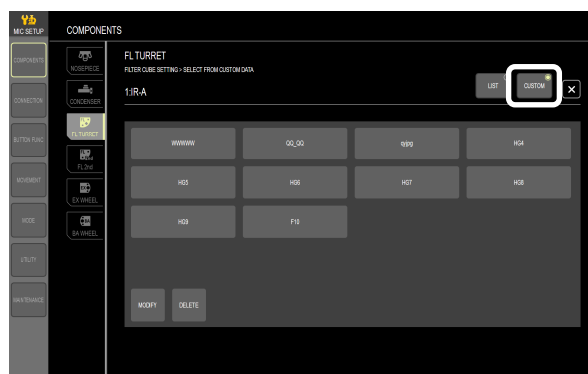 MIC SETUP
COMPONENTS
COMPONENTS
CONNECTION
BUTTON FUNC
MOVEMENT
MODE
UTILITY
MAINTENANCE
NOSEPIECE
CONDENSER
FL TURRET
FL 2nd
EX WHEEL
BA WHEEL
FL TURRET
FILTER CUBE SETTING > SELECT FROM CUSTOM DATA
1:IR-A
LIST
CUSTOM
WWWWW
QQ_QQ
HG4
HG5
HG6
HG7
HG8
HG9
F10
MODIFY
DELETE